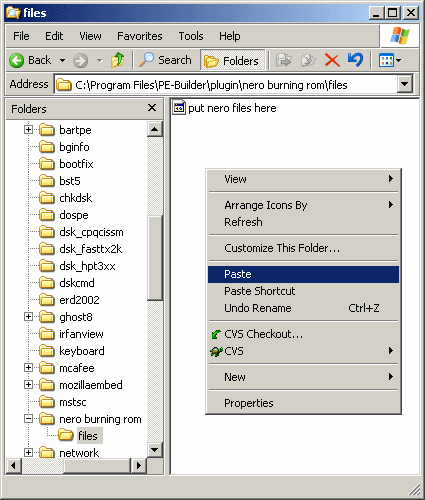 files
File Edit View Favorites Tools Help
Back Search Folders
Address C:\Program Files\PE-Builder\plugin\nero burning rom\files
Folders
bartpe
bginfo
bootfix
bst5
chkdsk
dospe
dsk_cpqcissm
dsk_fasttx2k
dsk_hpt3xx
dskcmd
erd2002
ghost8
irfanview
keyboard
mcafee
mozillaembed
mstsc
nero burning rom
files
network
put nero files here
View
Arrange Icons By
Refresh
Customize This Folder...
Paste
Paste Shortcut
Undo Rename Ctrl+Z
CVS Checkout...
CVS
New
Properties